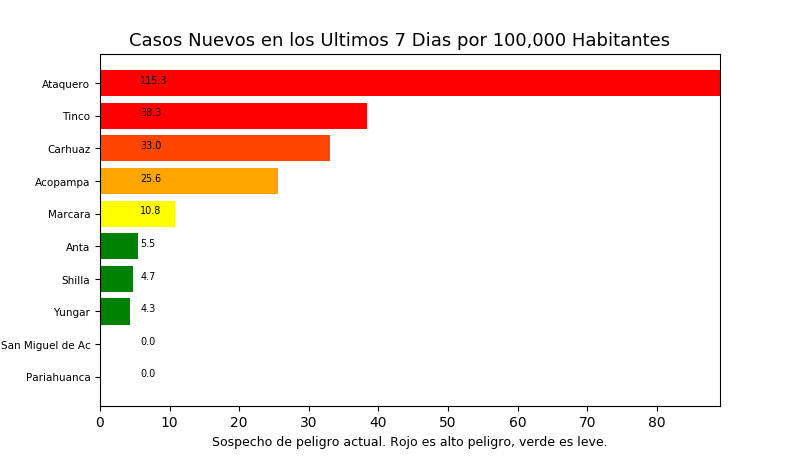 Casos Nuevos en los Ultimos 7 Dias por 100,000 Habitantes
Ataquero 115.3
Tinco 38.3
Carhuaz 33.0
Acopampa 25.6
Marcara 10.8
Anta 5.5
Shilla 4.7
Yungar 4.3
San Miguel de Ac 0.0
Pariahuanca 0.0
0 10 20 30 40 50 60 70 80
Sospecho de peligro actual. Rojo es alto peligro, verde es leve.